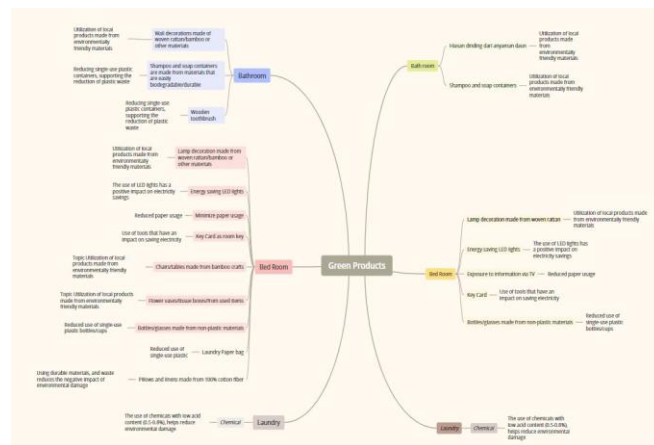 Utilization of local
products made from
environmentally
friendly materials
Wall decorations made of
woven rattan/bamboo or
other materials
Reducing single-use plastic
containers, supporting the
reduction of plastic waste
Shampoo and soap containers
are made from materials that
are easily
biodegradable/durable
Bathroom
Reducing single-use
plastic containers,
supporting the
reduction of plastic
waste
Wooden
toothbrush
Utilization of local
products made from
environmentally
friendly materials
Lamp decoration made from
woven rattan/bamboo or
other materials
The use of LED lights has a
positive impact on electricity
savings
Energy saving LED lights
Reduced paper usage
Minimize paper usage
Use of tools that have an
impact on saving electricity
Key Card as room key
Topic Utilization of local
products made from
environmentally friendly
materials
Chairs/tables made from bamboo crafts
Bed Room
Topic Utilization of local products
made from environmentally
friendly materials
Flower vases/tissue boxes/from used items
Reduced use of single-use
plastic bottles/cups
Bottles/glasses made from non-plastic materials
Reduced use of
single-use plastic
Laundry Paper bag
Using durable materials, and waste
reduces the negative impact of
environmental damage
Pillows and linens made from 100% cotton fiber
The use of chemicals with low acid
content (0.5-0.8%), helps reduce
environmental damage
Chemical
Laundry
Green Products
Bath room
Hiasan dinding dari anyaman daun
Utilization of local
products made
from
environmentally
friendly materials
Shampoo and soap containers
Utilization of local
products made from
environmentally friendly
materials
Bed Room
Lamp decoration made from woven rattan
Utilization of local products made
from environmentally friendly
materials
Energy saving LED lights
The use of LED lights has
a positive impact on
electricity savings
Exposure to information via TV
Reduced paper usage
Key Card
Use of tools that have an
impact on saving electricity
Bottles/glasses made from non-plastic materials
Reduced use of
single-use plastic
bottles/cups
Laundry
Chemical
The use of chemicals with
low acid content (0.5-0.8%),
helps reduce environmental
damage